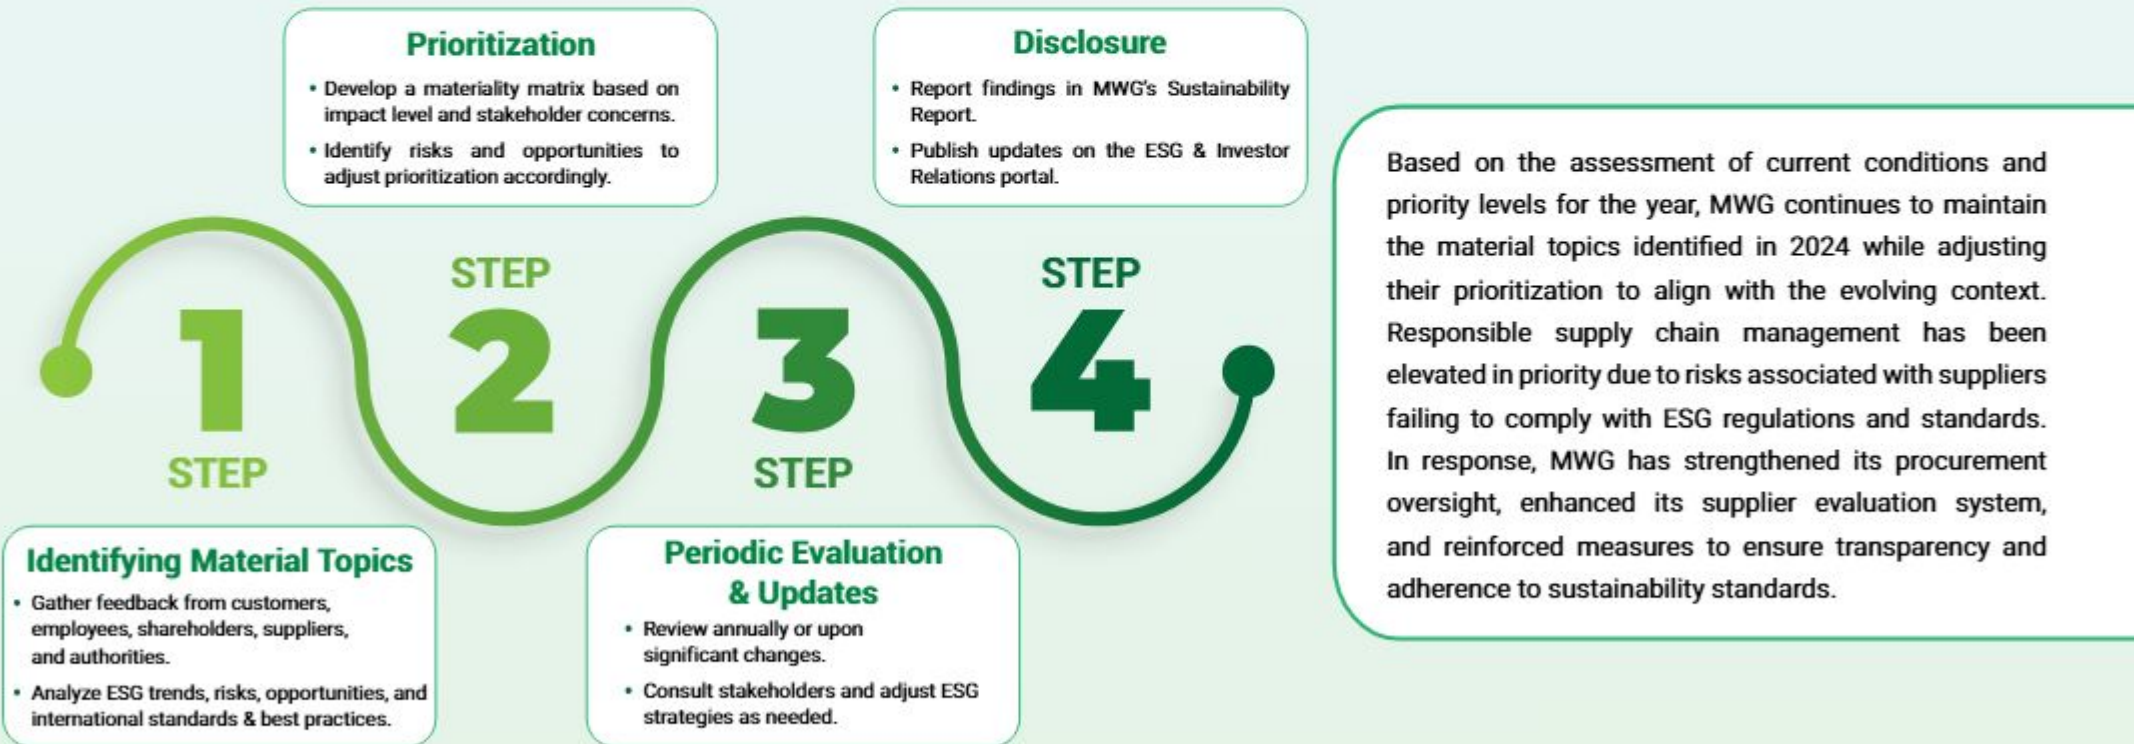 Prioritization
• Develop a materiality matrix based on
impact level and stakeholder concerns.
• Identify risks and opportunities to
adjust prioritization accordingly.
Disclosure
• Report findings in MWG's Sustainability
Report.
• Publish updates on the ESG & Investor
Relations portal.
1
STEP
STEP
2
3
STEP
STEP
4
Identifying Material Topics
• Gather feedback from customers,
employees, shareholders, suppliers,
and authorities.
• Analyze ESG trends, risks, opportunities, and
international standards & best practices.
Periodic Evaluation
& Updates
• Review annually or upon
significant changes.
• Consult stakeholders and adjust ESG
strategies as needed.
Based on the assessment of current conditions and
priority levels for the year, MWG continues to maintain
the material topics identified in 2024 while adjusting
their prioritization to align with the evolving context.
Responsible supply chain management has been
elevated in priority due to risks associated with suppliers
failing to comply with ESG regulations and standards.
In response, MWG has strengthened its procurement
oversight, enhanced its supplier evaluation system,
and reinforced measures to ensure transparency and
adherence to sustainability standards.